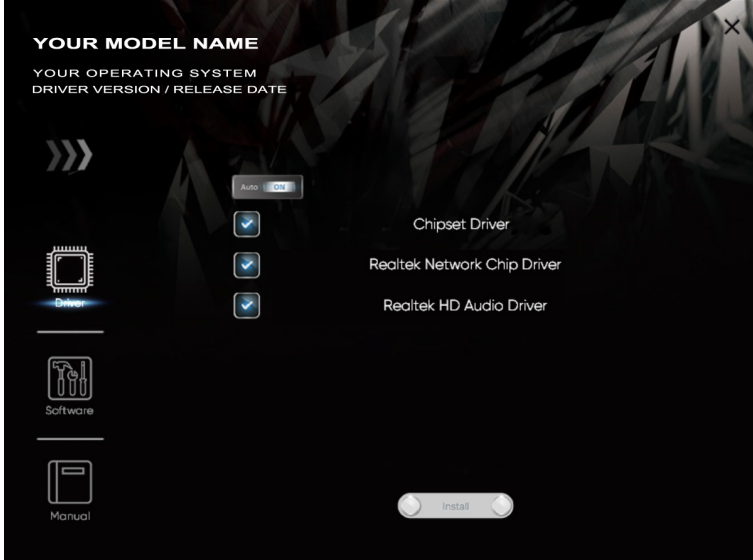 YOUR MODEL NAME
YOUR OPERATING SYSTEM
DRIVER VERSION / RELEASE DATE
Auto ON
Chipset Driver
Realtek Network Chip Driver
Realtek HD Audio Driver
Driver
Software
Manual
Install